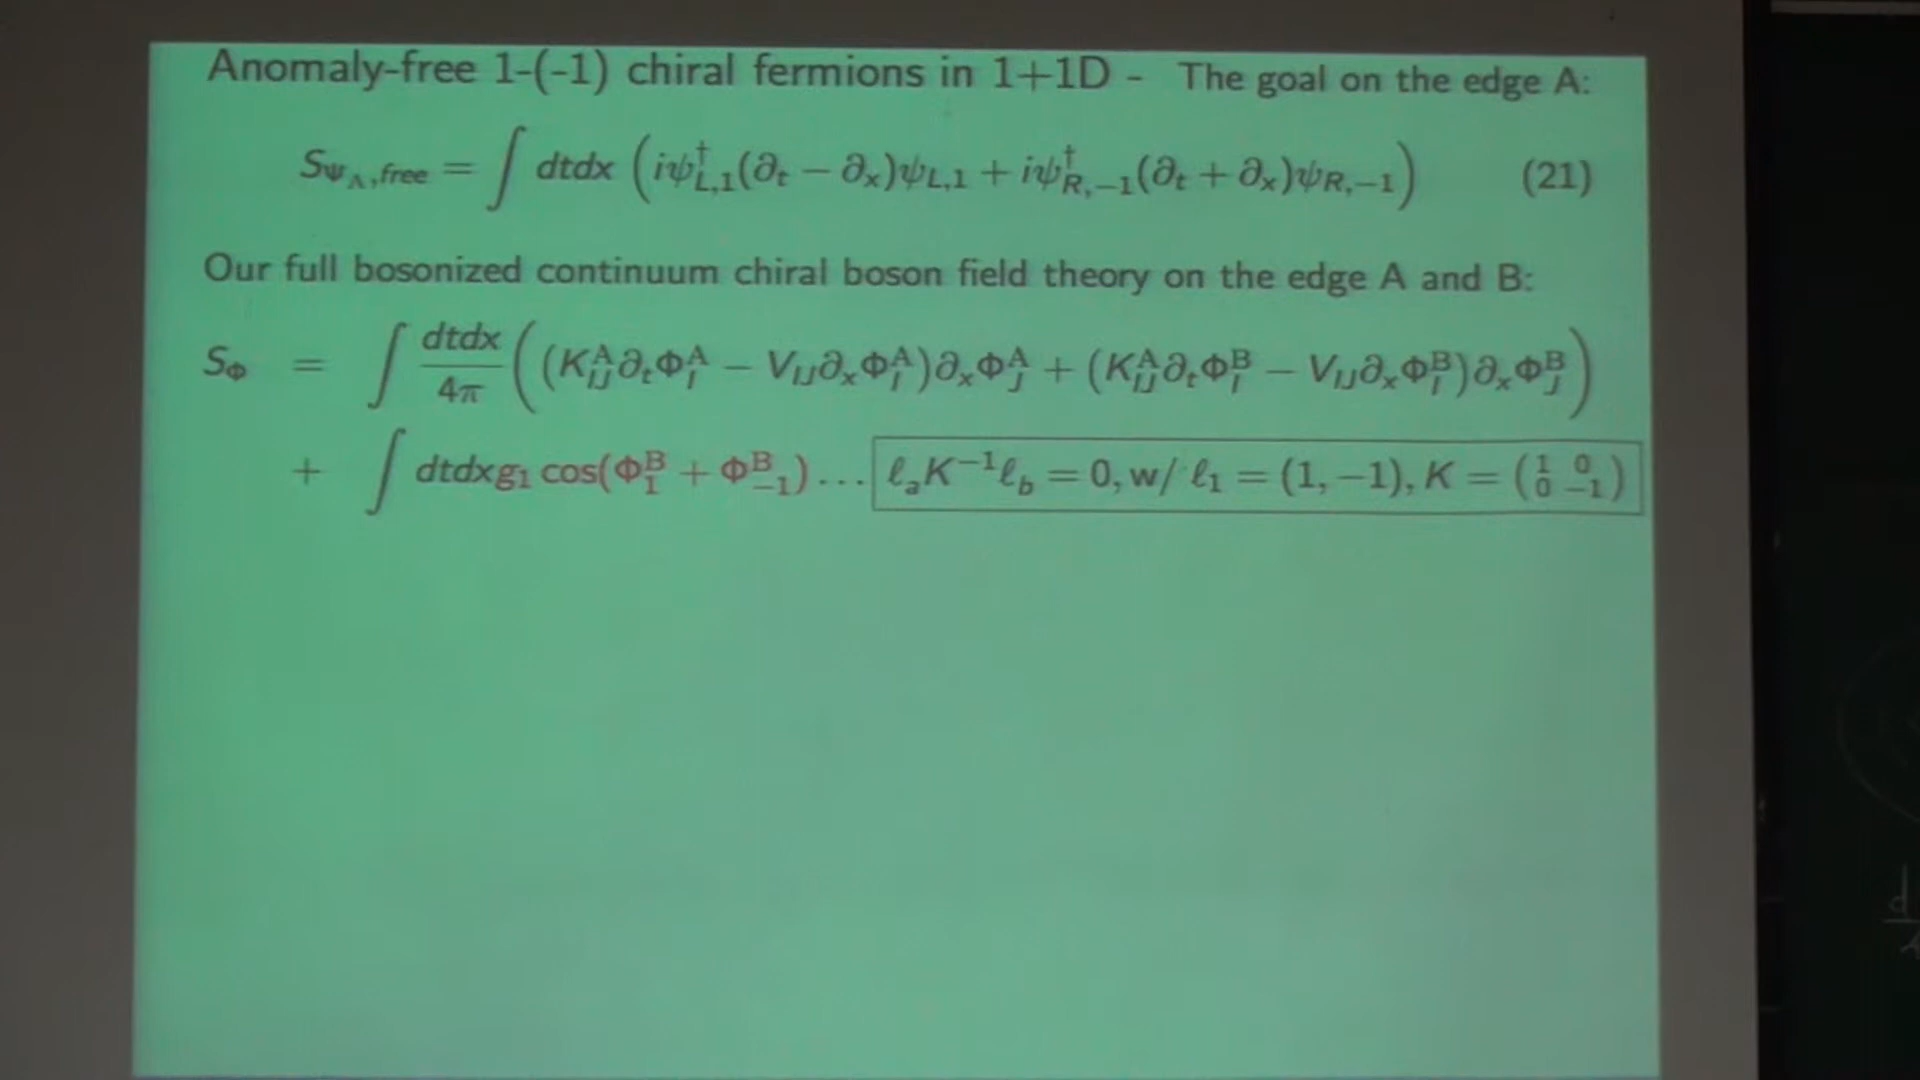 Anomaly-free 1-(-1) chiral fermions in 1+1D - The goal on the edge A:
S_{Ψ_A,free} = ∫ dtdx (iψ†_{L,1}(∂_t − ∂_x)ψ_{L,1} + iψ†_{R,−1}(∂_t + ∂_x)ψ_{R,−1}) (21)
Our full bosonized continuum chiral boson field theory on the edge A and B:
S_Φ = ∫ dtdx/4π ((K^A_{IJ}∂_tΦ^A_I − V_{IJ}∂_xΦ^A_I)∂_xΦ^A_J + (K^A_{IJ}∂_tΦ^B_I − V_{IJ}∂_xΦ^B_I)∂_xΦ^B_J)
+ ∫ dtdxg_1 cos(Φ^B_1 + Φ^B_{−1})... ℓ_aK^{−1}ℓ_b = 0, w/ ℓ_1 = (1, −1), K = (1 0 0 −1)
d